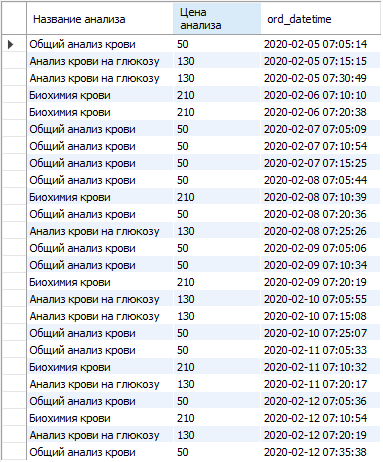 Название анализа Цена анализа ord_datetime
Общий анализ крови 50 2020-02-05 07:05:14
Анализ крови на глюкозу 130 2020-02-05 07:15:15
Анализ крови на глюкозу 130 2020-02-05 07:30:49
Биохимия крови 210 2020-02-06 07:10:10
Биохимия крови 210 2020-02-06 07:20:38
Общий анализ крови 50 2020-02-07 07:05:09
Общий анализ крови 50 2020-02-07 07:10:54
Общий анализ крови 50 2020-02-07 07:15:25
Общий анализ крови 50 2020-02-08 07:05:44
Биохимия крови 210 2020-02-08 07:10:39
Общий анализ крови 50 2020-02-08 07:20:36
Анализ крови на глюкозу 130 2020-02-08 07:25:26
Общий анализ крови 50 2020-02-09 07:05:06
Общий анализ крови 50 2020-02-09 07:10:34
Биохимия крови 210 2020-02-09 07:20:19
Анализ крови на глюкозу 130 2020-02-10 07:05:55
Анализ крови на глюкозу 130 2020-02-10 07:15:08
Общий анализ крови 50 2020-02-10 07:25:07
Общий анализ крови 50 2020-02-11 07:05:33
Биохимия крови 210 2020-02-11 07:10:32
Анализ крови на глюкозу 130 2020-02-11 07:20:17
Общий анализ крови 50 2020-02-12 07:05:36
Биохимия крови 210 2020-02-12 07:10:54
Анализ крови на глюкозу 130 2020-02-12 07:20:19
Общий анализ крови 50 2020-02-12 07:35:38